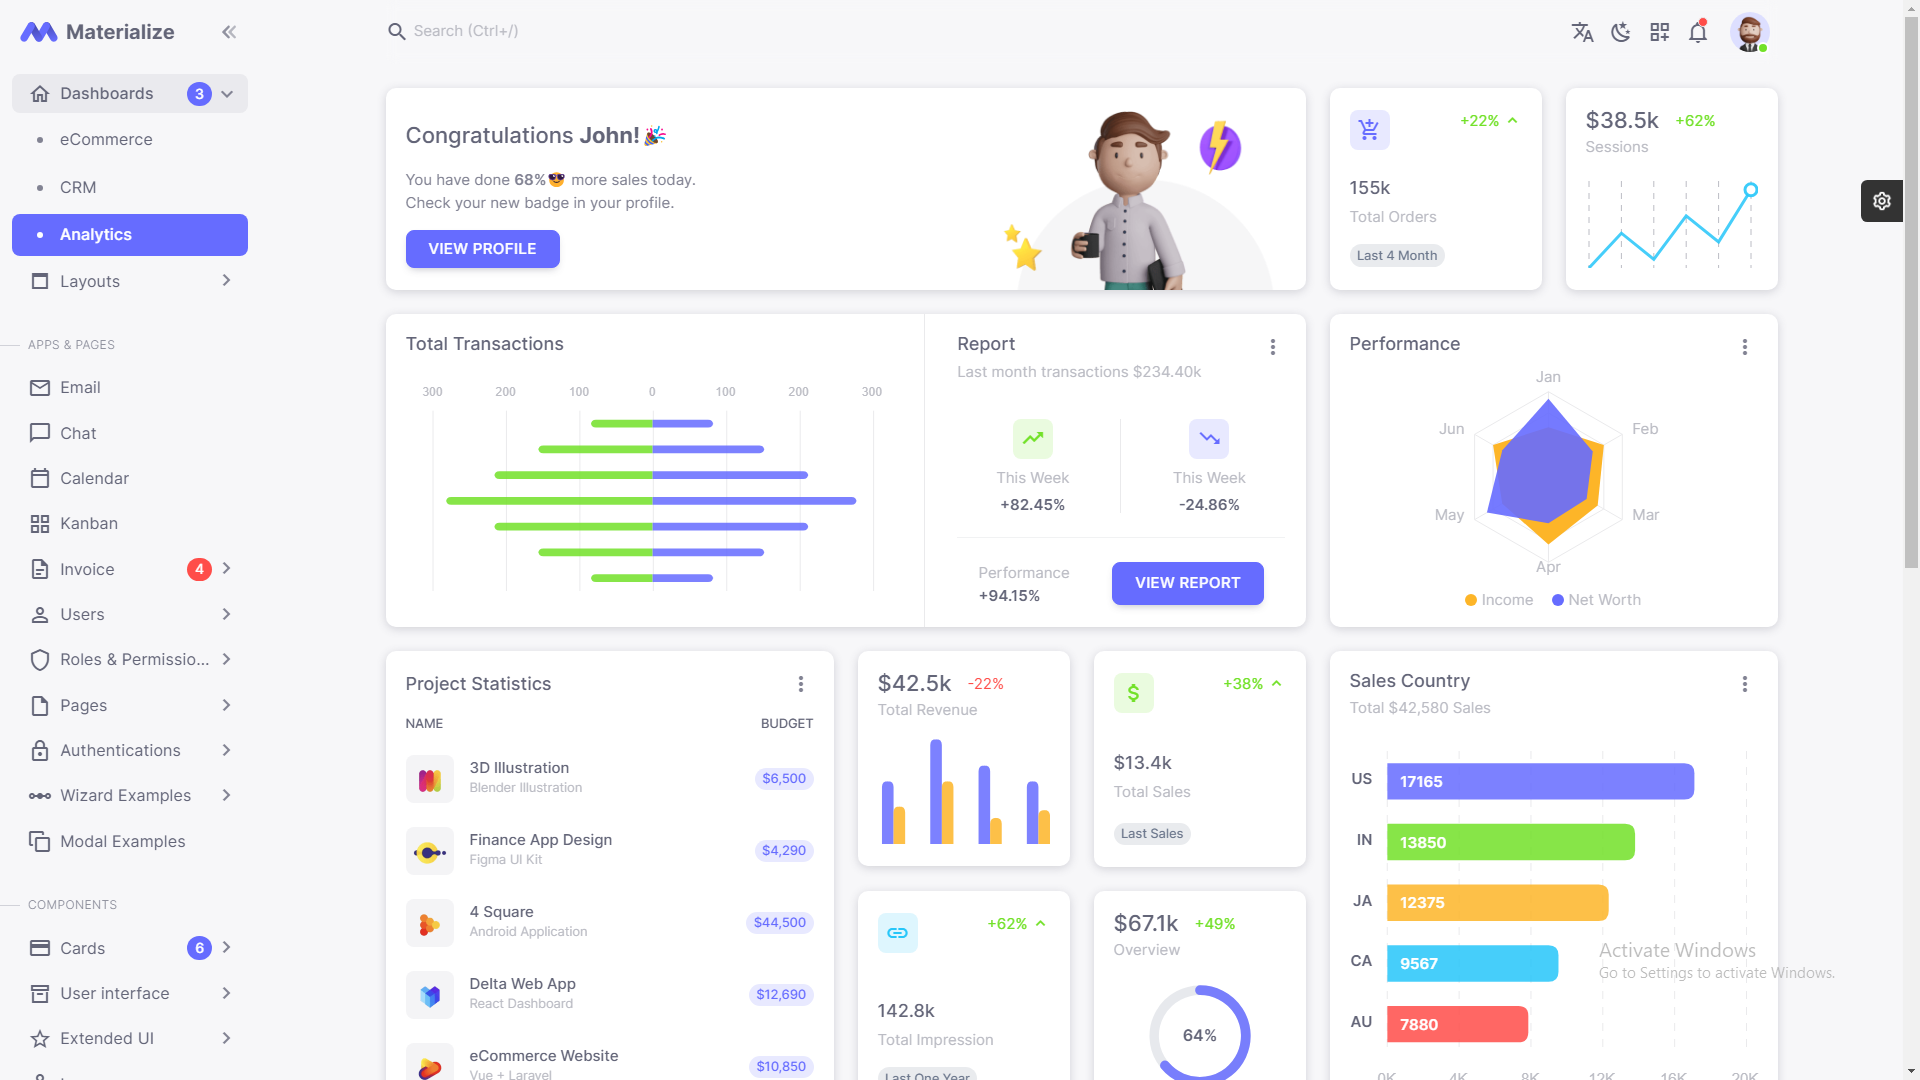 Materialize
Search (Ctrl+/)
Dashboards 3
eCommerce
CRM
Analytics
Layouts
APPS & PAGES
Email
Chat
Calendar
Kanban
Invoice 4
Users
Roles & Permissio...
Pages
Authentications
Wizard Examples
Modal Examples
COMPONENTS
Cards 6
User interface
Extended UI
Congratulations John!🎉
You have done 68%😎 more sales today.
Check your new badge in your profile.
VIEW PROFILE
+22%
155k
Total Orders
Last 4 Month
$38.5k +62%
Sessions
Total Transactions
300 200 100 0 100 200 300
Report
Last month transactions $234.40k
This Week
+82.45%
This Week
-24.86%
Performance
+94.15%
VIEW REPORT
Performance
Jan
Feb
Mar
Apr
May
Jun
Income Net Worth
Project Statistics
NAME BUDGET
3D Illustration
Blender Illustration
$6,500
Finance App Design
Figma UI Kit
$4,290
4 Square
Android Application
$44,500
Delta Web App
React Dashboard
$12,690
eCommerce Website
Vue + Laravel
$10,850
$42.5k -22%
Total Revenue
+38%
$13.4k
Total Sales
Last Sales
+62%
142.8k
Total Impression
Last One Year
$67.1k +49%
Overview
64%
Sales Country
Total $42,580 Sales
US 17165
IN 13850
JA 12375
CA 9567
AU 7880
0K 4K 8K 12K 16K 20K
Activate Windows
Go to Settings to activate Windows.